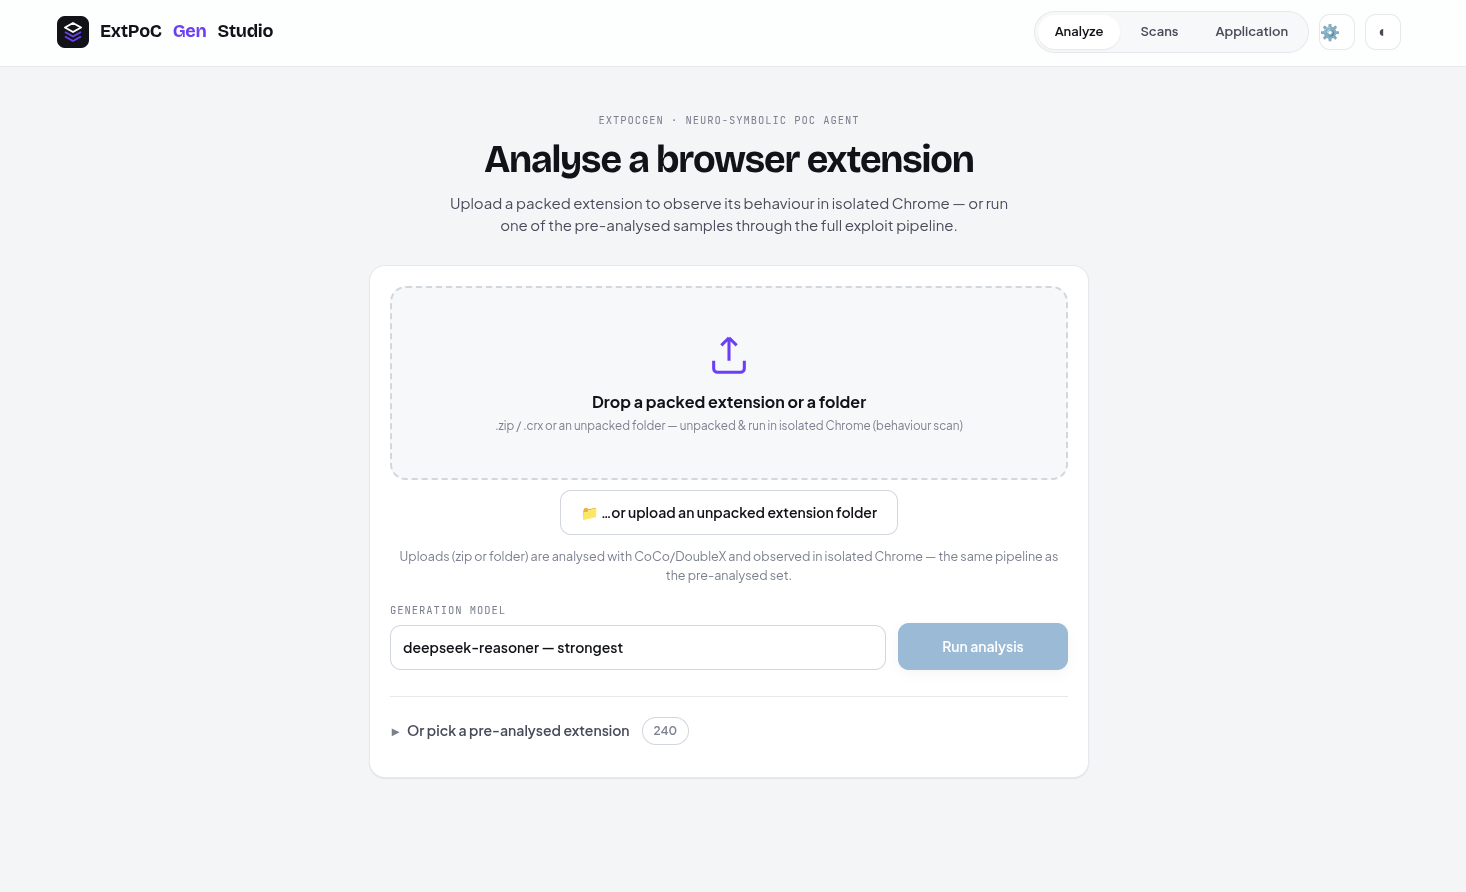 ExtPoC Gen Studio
Analyze
Scans
Application
EXTPOCGEN · NEURO-SYMBOLIC POC AGENT
Analyse a browser extension
Upload a packed extension to observe its behaviour in isolated Chrome — or run
one of the pre-analysed samples through the full exploit pipeline.
Drop a packed extension or a folder
.zip / .crx or an unpacked folder — unpacked & run in isolated Chrome (behaviour scan)
…or upload an unpacked extension folder
Uploads (zip or folder) are analysed with CoCo/DoubleX and observed in isolated Chrome — the same pipeline as
the pre-analysed set.
GENERATION MODEL
deepseek-reasoner — strongest
Run analysis
Or pick a pre-analysed extension 240